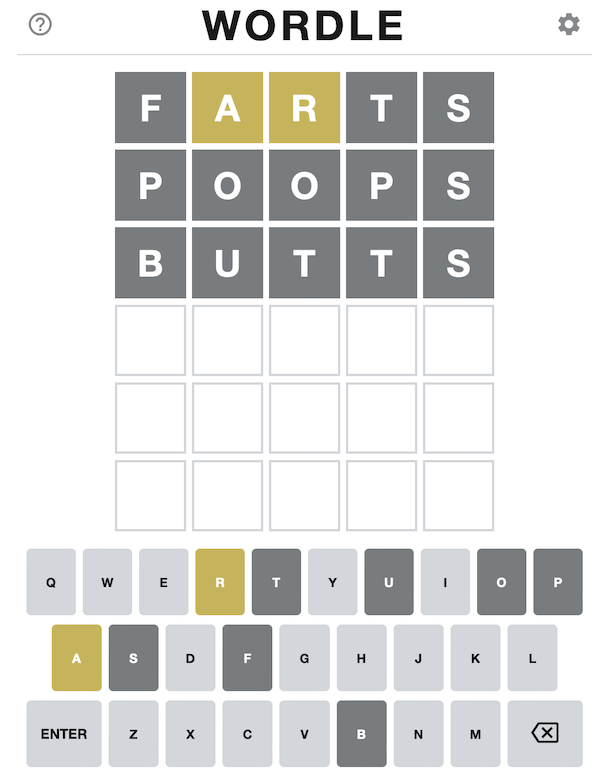 ?
WORDLE
F A R T S
P O O P S
B U T T S
Q W E R T Y U I O P
A S D F G H J K L
ENTER Z X C V B N M